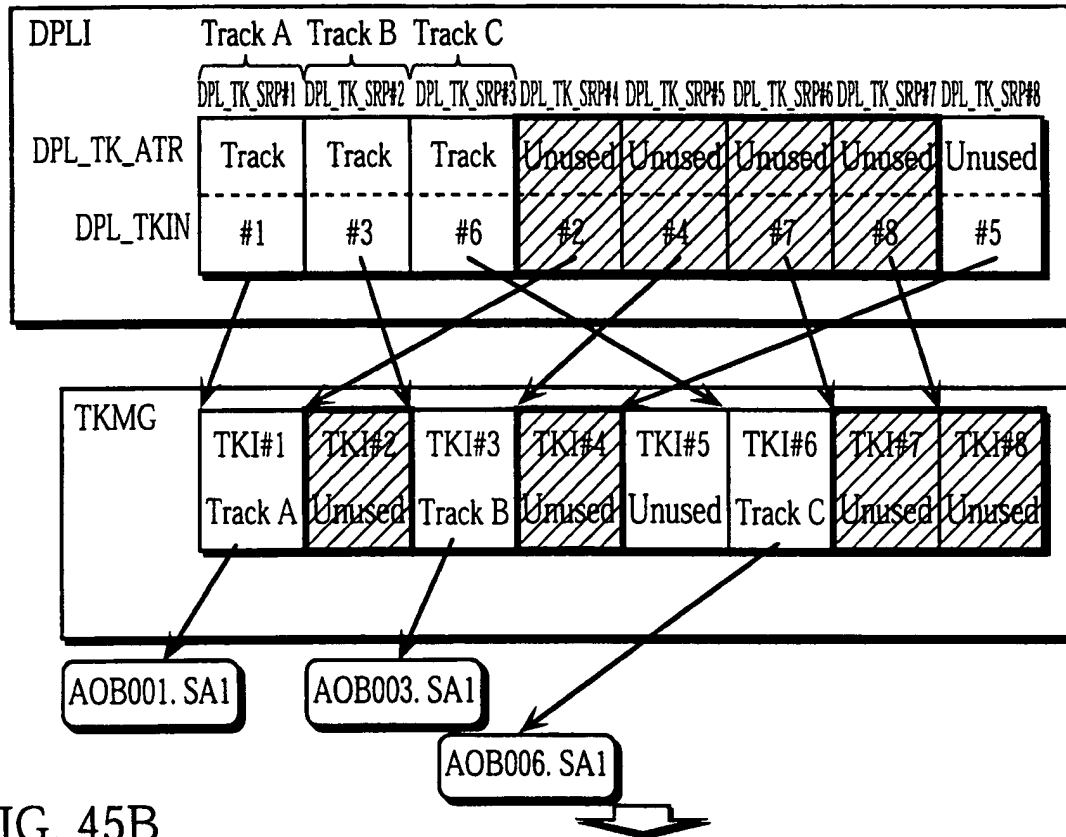 DPLI
Track A Track B Track C
DPL_TK_SRP#1 DPL_TK_SRP#2 DPL_TK_SRP#3 DPL_TK_SRP#4 DPL_TK_SRP#5 DPL_TK_SRP#6 DPL_TK_SRP#7 DPL_TK_SRP#8
DPL_TK_ATR Track Track Track Unused Unused Unused Unused Unused
DPL_TKIN #1 #3 #6 #2 #4 #7 #8 #5
TKMG
TKI#1 TKI#2 TKI#3 TKI#4 TKI#5 TKI#6 TKI#7 TKI#8
Track A Unused Track B Unused Unused Track C Unused Unused
AOB001. SA1 AOB003. SA1
AOB006. SA1
IG. 45B